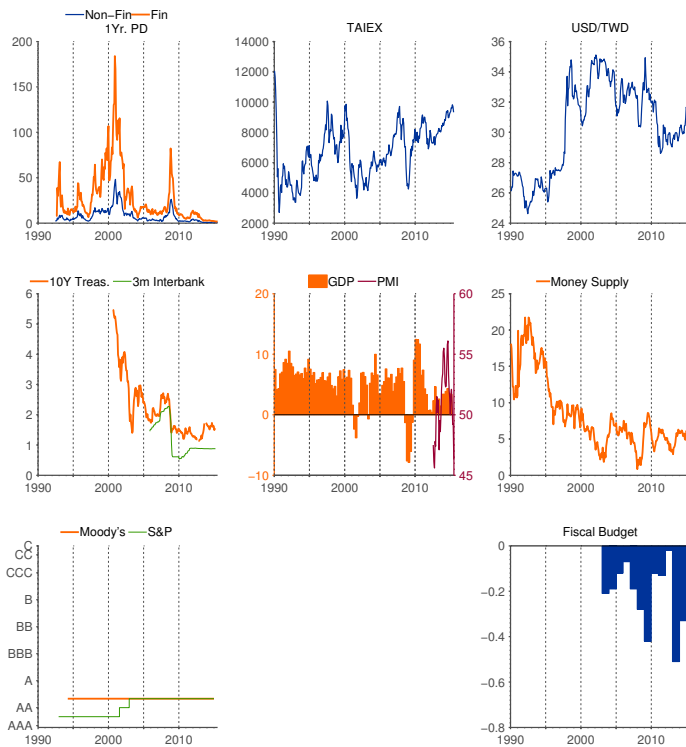 Non−Fin Fin
1Yr. PD
200
150
100
50
0
1990 2000 2010
TAIEX
14000
12000
10000
8000
6000
4000
2000
1990 2000 2010
USD/TWD
36
34
32
30
28
26
24
1990 2000 2010
10Y Treas. 3m Interbank
6
5
4
3
2
1
0
1990 2000 2010
GDP PMI
20
10
0
−10
60
55
50
45
1990 2000 2010
Money Supply
25
20
15
10
5
0
1990 2000 2010
Moody's S&P
C
CC
CCC
B
BB
BBB
A
AA
AAA
1990 2000 2010
Fiscal Budget
0
−0.2
−0.4
−0.6
−0.8
1990 2000 2010